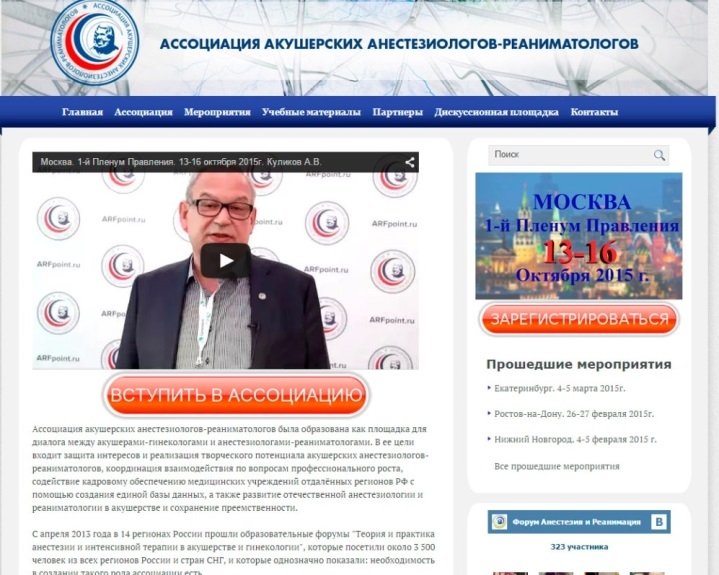 АССОЦИАЦИЯ АКУШЕРСКИХ АНЕСТЕЗИОЛОГОВ-РЕАНИМАТОЛОГОВ
АССОЦИАЦИЯ АКУШЕРСКИХ АНЕСТЕЗИОЛОГОВ-РЕАНИМАТОЛОГОВ
Главная Ассоциация Мероприятия Учебные материалы Партнеры Дискуссионная площадка Контакты
Москва. 1-й Пленум Правления. 13-16 октября 2015г. Куликов А.В.
ARFpoint.ru
ARFpoint.ru
ARFpoint.ru
ARFpoint.ru
ARFpoint.ru
ARFpoint.ru
ВСТУПИТЬ В АССОЦИАЦИЮ
Ассоциация акушерских анестезиологов-реаниматологов была образована как площадка для
диалога между акушерами-гинекологами и анестезиологами-реаниматологами. В ее цели
входит защита интересов и реализация творческого потенциала акушерских анестезиологов-
реаниматологов, координация взаимодействия по вопросам профессионального роста,
содействие кадровому обеспечению медицинских учреждений отдалённых регионов РФ с
помощью создания единой базы данных, а также развитие отечественной анестезиологии и
реаниматологии в акушерстве и сохранение преемственности.
С апреля 2013 года в 14 регионах России прошли образовательные форумы "Теория и практика
анестезии и интенсивной терапии в акушерстве и гинекологии", которые посетили около 3 500
человек из всех регионов России и стран СНГ, и которые однозначно показали: необходимость
в создании такого рода ассоциации есть.
Поиск
МОСКВА
1-й Пленум Правления
13-16
Октября 2015 г.
ЗАРЕГИСТРИРОВАТЬСЯ
Прошедшие мероприятия
Екатеринбург. 4-5 марта 2015г.
Ростов-на-Дону. 26-27 февраля 2015г.
Нижний Новгород. 4-5 февраля 2015 г.
Все прошедшие мероприятия
Форум Анестезия и Реанимация
В
323 участника